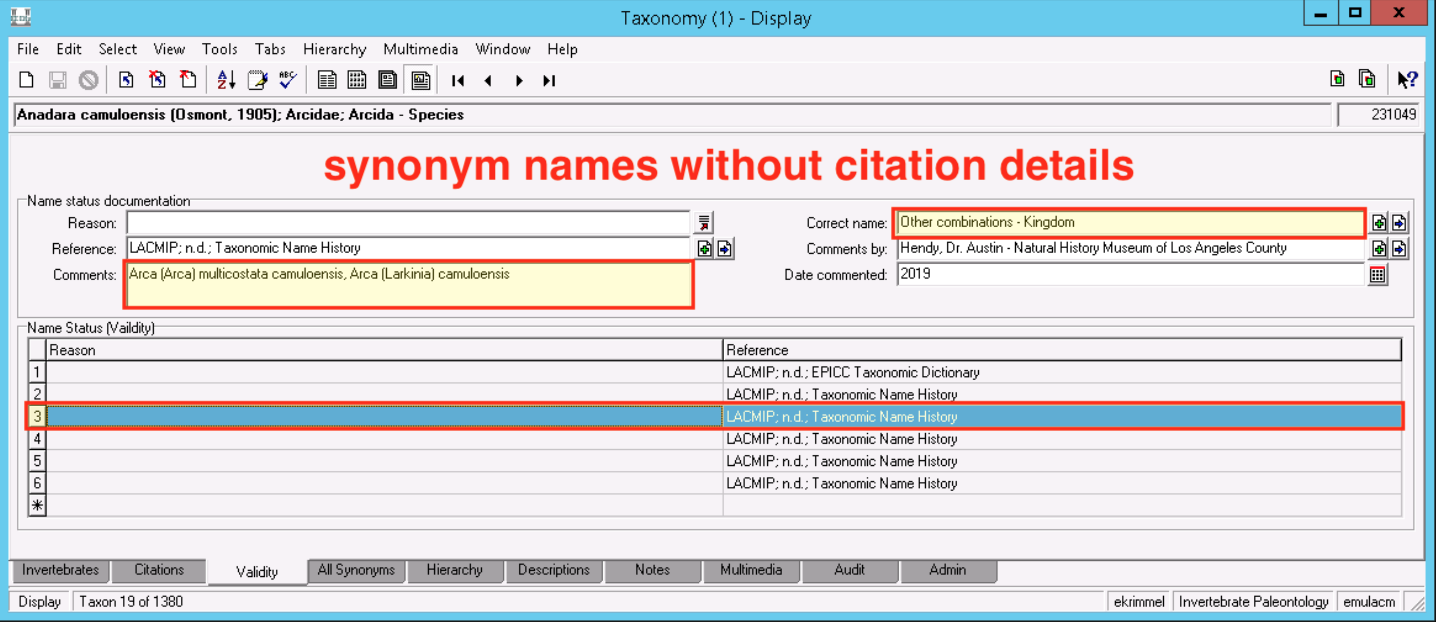 Taxonomy (1) - Display
File Edit Select View Tools Tabs Hierarchy Multimedia Window Help
Anadara camuloensis (Osmont, 1905); Arcidae; Arcida - Species 231049
synonym names without citation details
Name status documentation
Reason: Correct name: Other combinations - Kingdom
Reference: LACMIP; n.d.; Taxonomic Name History Comments by: Hendy, Dr. Austin - Natural History Museum of Los Angeles County
Comments: Arca (Arca) multicostata camuloensis, Arca (Larkinia) camuloensis Date commented: 2019
Name Status (Vaildity)
Reason Reference
1 LACMIP; n.d.; EPICC Taxonomic Dictionary
2 LACMIP; n.d.; Taxonomic Name History
3 LACMIP; n.d.; Taxonomic Name History
4 LACMIP; n.d.; Taxonomic Name History
5 LACMIP; n.d.; Taxonomic Name History
6 LACMIP; n.d.; Taxonomic Name History
Invertebrates Citations Validity All Synonyms Hierarchy Descriptions Notes Multimedia Audit Admin
Display Taxon 19 of 1380 ekrimmel Invertebrate Paleontology emulacm